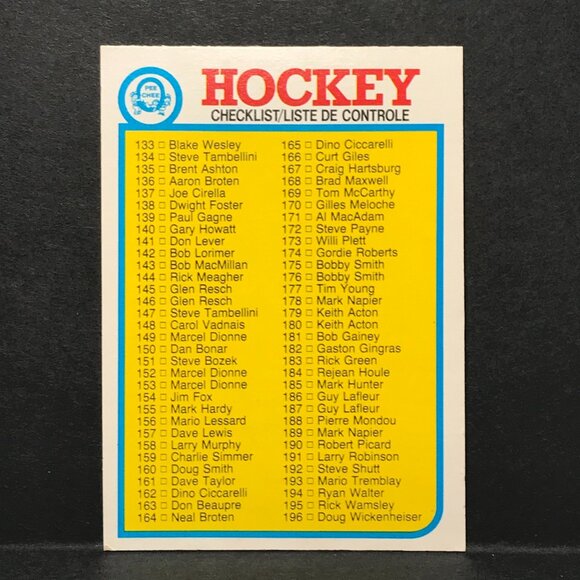 PEE
CHEE
HOCKEY
CHECKLIST/LISTE DE CONTROLE
133 □ Blake Wesley
134 □ Steve Tambellini
135 □ Brent Ashton
136 □ Aaron Broten
137 □ Joe Cirella
138 □ Dwight Foster
139 □ Paul Gagne
140 □ Gary Howatt
141 □ Don Lever
142 □ Bob Lorimer
143 □ Bob MacMillan
144 □ Rick Meagher
145 □ Glen Resch
146 □ Glen Resch
147 □ Steve Tambellini
148 □ Carol Vadnais
149 □ Marcel Dionne
150 □ Dan Bonar
151 □ Steve Bozek
152 □ Marcel Dionne
153 □ Marcel Dionne
154 □ Jim Fox
155 □ Mark Hardy
156 □ Mario Lessard
157 □ Dave Lewis
158 □ Larry Murphy
159 □ Charlie Simmer
160 □ Doug Smith
161 □ Dave Taylor
162 □ Dino Ciccarelli
163 □ Don Beaupre
164 □ Neal Broten
165 □ Dino Ciccarelli
166 □ Curt Giles
167 □ Craig Hartsburg
168 □ Brad Maxwell
169 □ Tom McCarthy
170 □ Gilles Meloche
171 □ Al MacAdam
172 □ Steve Payne
173 □ Willi Plett
174 □ Gordie Roberts
175 □ Bobby Smith
176 □ Bobby Smith
177 □ Tim Young
178 □ Mark Napier
179 □ Keith Acton
180 □ Keith Acton
181 □ Bob Gainey
182 □ Gaston Gingras
183 □ Rick Green
184 □ Rejean Houle
185 □ Mark Hunter
186 □ Guy Lafleur
187 □ Guy Lafleur
188 □ Pierre Mondou
189 □ Mark Napier
190 □ Robert Picard
191 □ Larry Robinson
192 □ Steve Shutt
193 □ Mario Tremblay
194 □ Ryan Walter
195 □ Rick Wamsley
196 □ Doug Wickenheiser